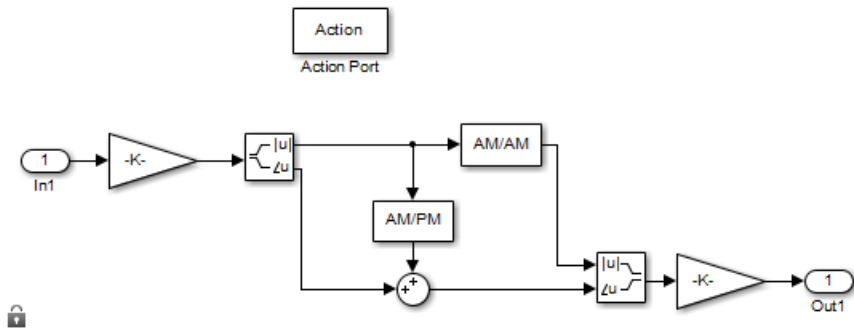 Action
Action Port
1
In1
-K-
|u|
∠u
AM/AM
AM/PM
+
+
|u|
∠u
-K-
1
Out1